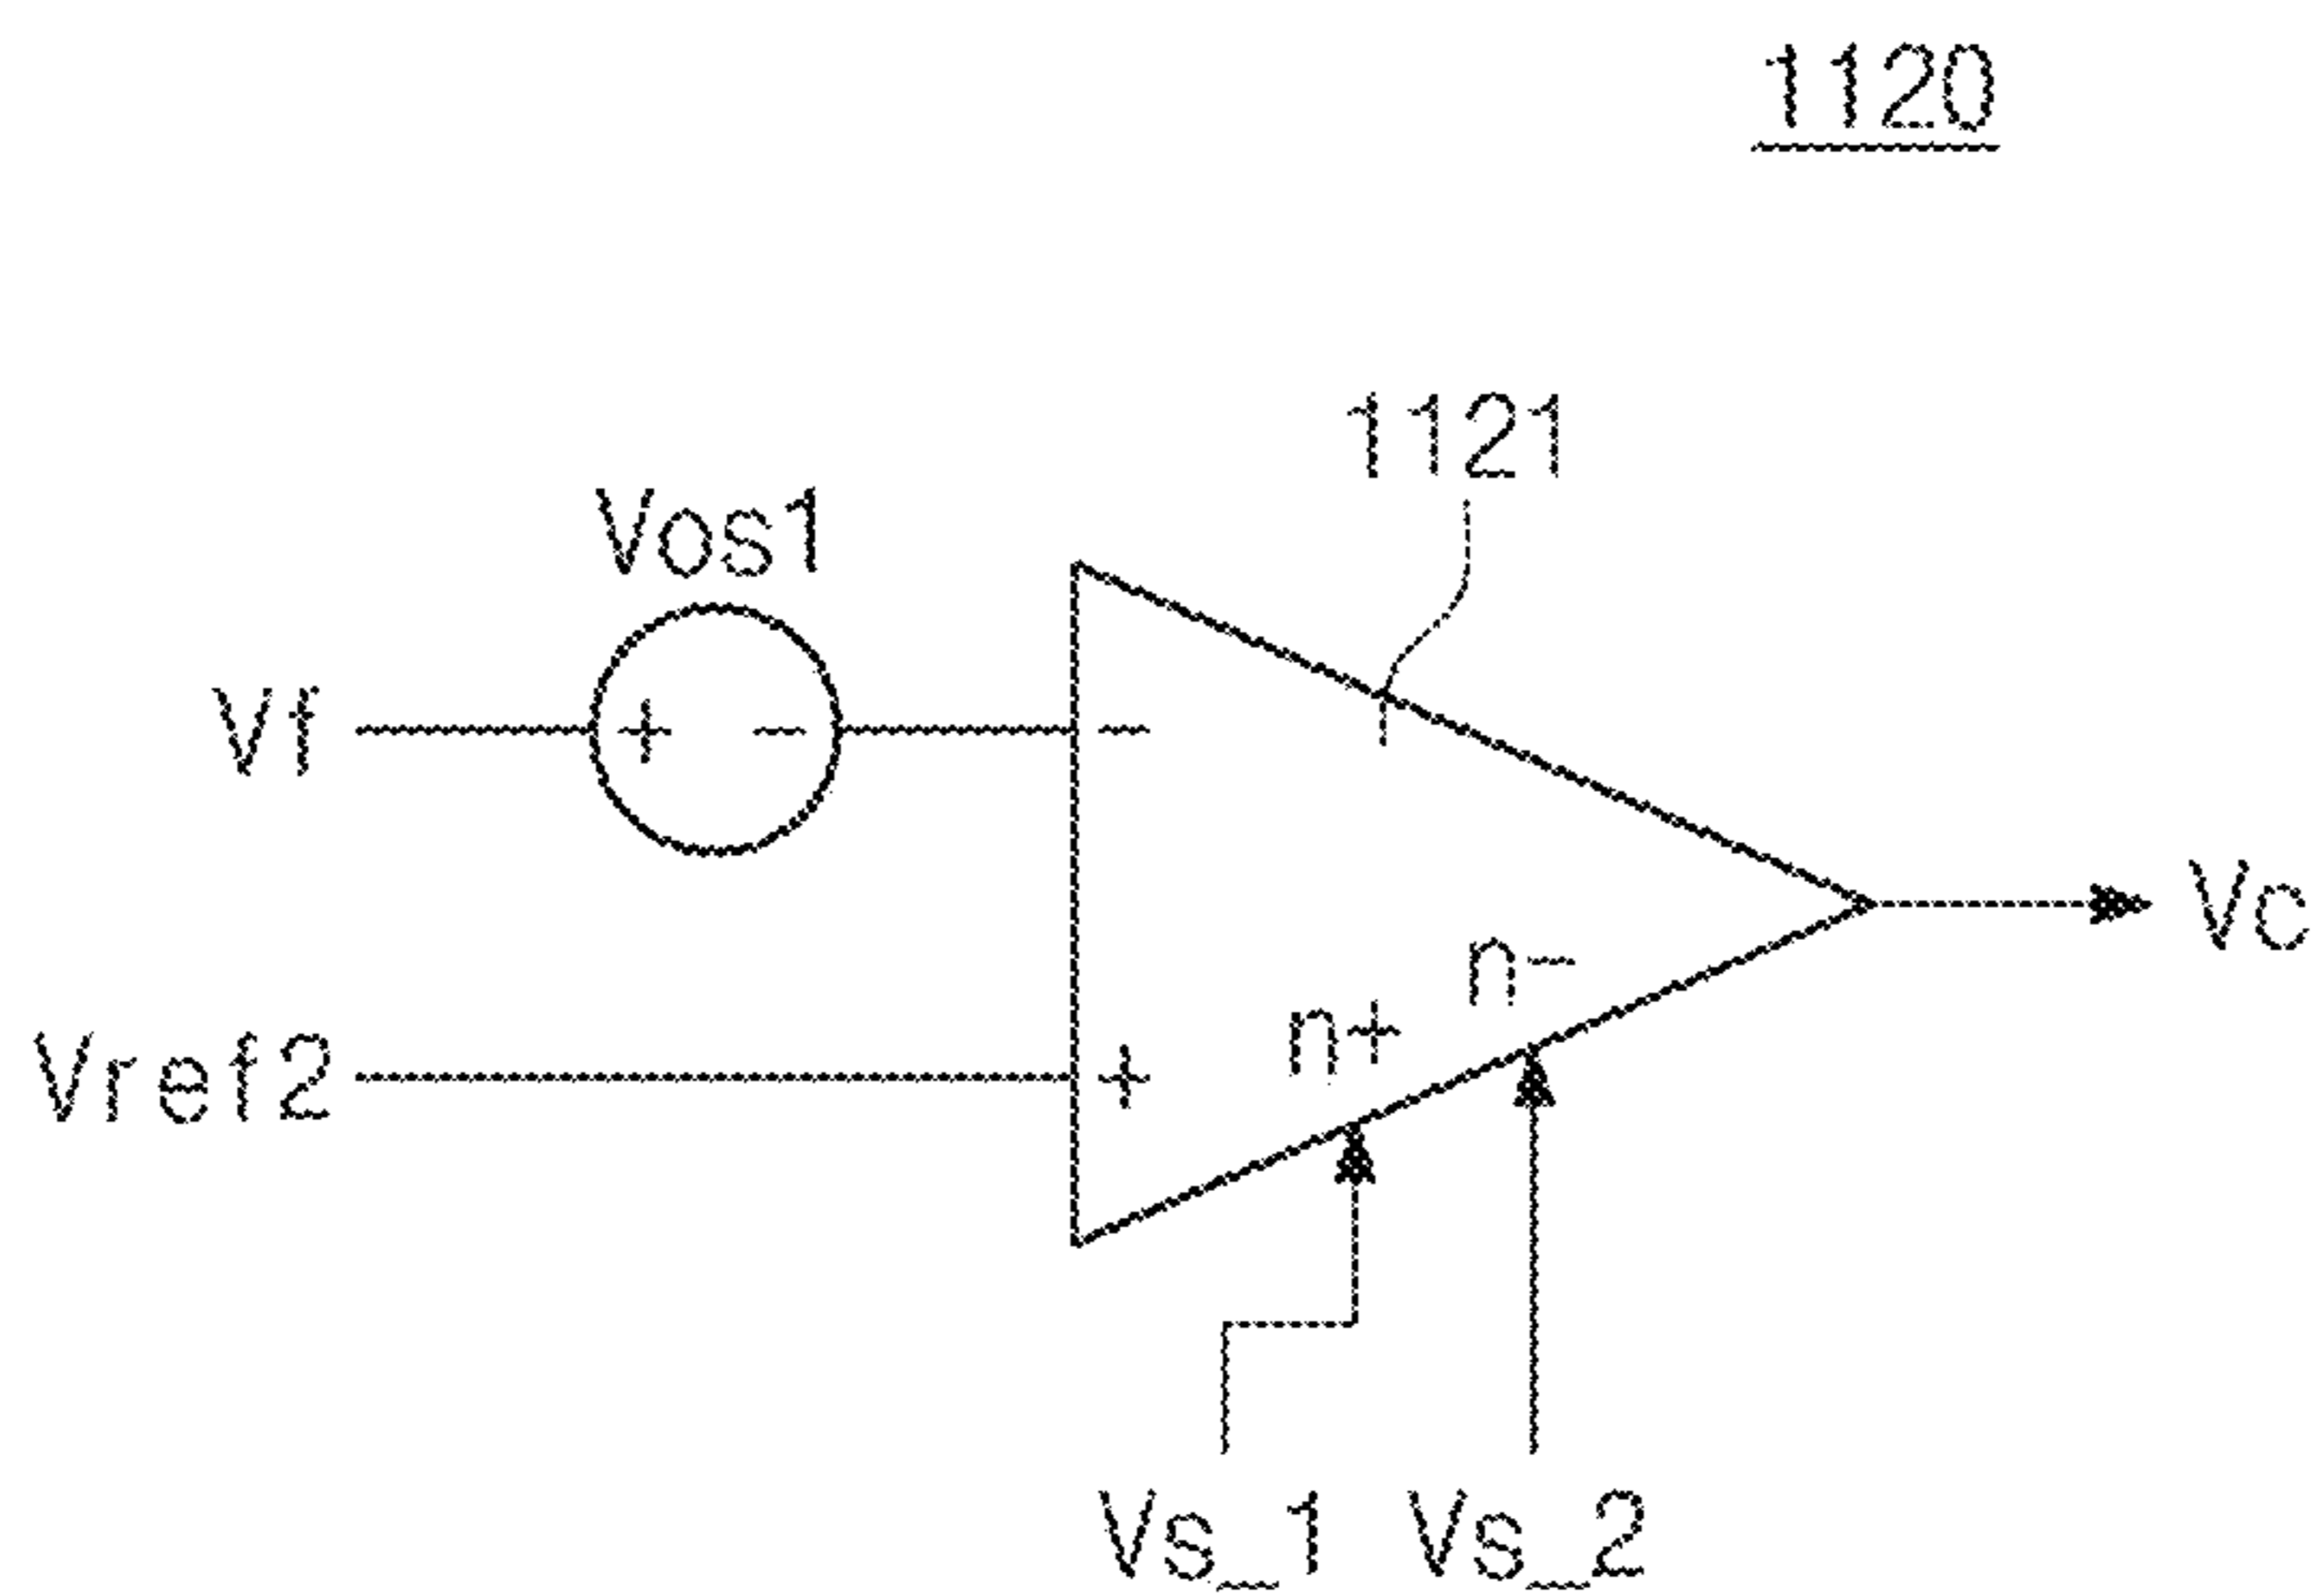 1120
1121
Vos1
Vf
+ -
-
Vc
n-
n+
Vref2
+
Vs_1 Vs_2